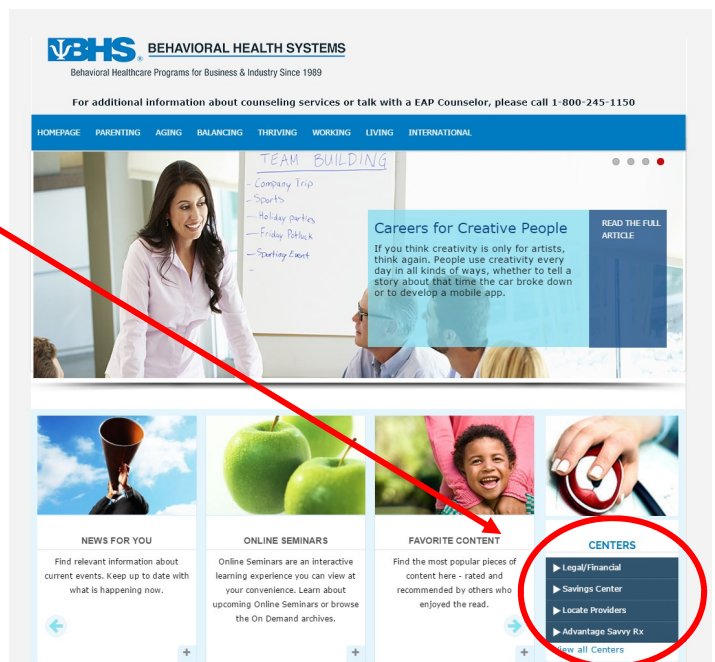 ΨBHS® BEHAVIORAL HEALTH SYSTEMS
Behavioral Healthcare Programs for Business & Industry Since 1989
For additional information about counseling services or talk with a EAP Counselor, please call 1-800-245-1150
HOMEPAGE PARENTING AGING BALANCING THRIVING WORKING LIVING INTERNATIONAL
TEAM BUILDING
- Company Trip
- Sports
- Holiday parties
- Friday Potluck
- Sporting Event
-
Careers for Creative People
If you think creativity is only for artists,
think again. People use creativity every
day in all kinds of ways, whether to tell a
story about that time the car broke down
or to develop a mobile app.
READ THE FULL
ARTICLE
NEWS FOR YOU
Find relevant information about
current events. Keep up to date with
what is happening now.
+
ONLINE SEMINARS
Online Seminars are an interactive
learning experience you can view at
your convenience. Learn about
upcoming Online Seminars or browse
the On Demand archives.
+
FAVORITE CONTENT
Find the most popular pieces of
content here - rated and
recommended by others who
enjoyed the read.
+
CENTERS
Legal/Financial
Savings Center
Locate Providers
Advantage Savvy Rx
View all Centers